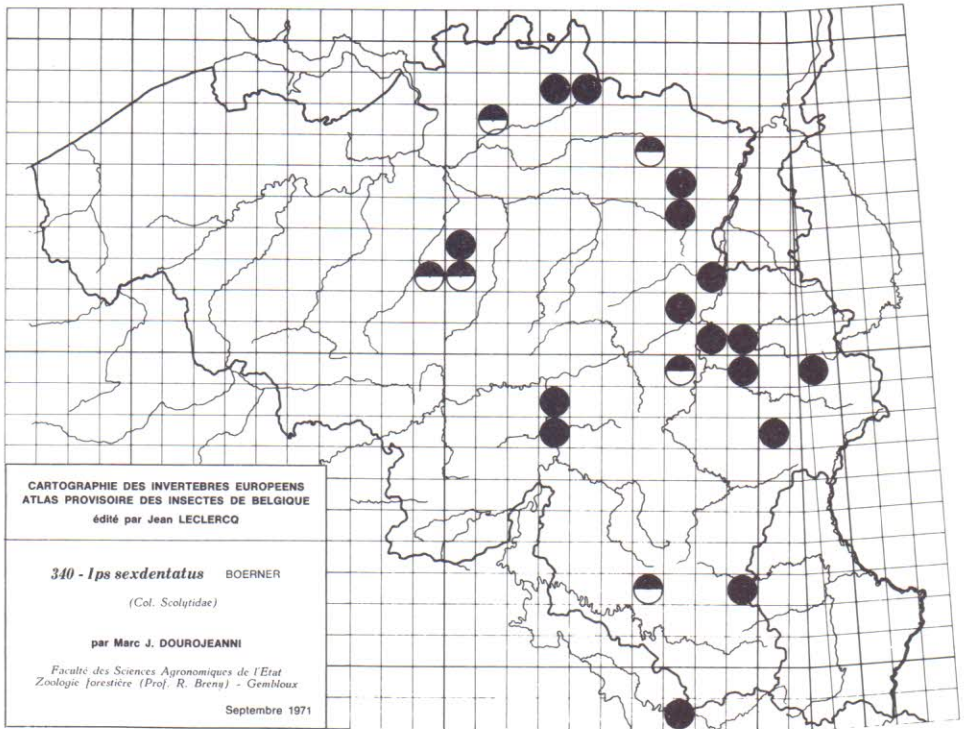 CARTOGRAPHIE DES INVERTEBRES EUROPEENS
ATLAS PROVISOIRE DES INSECTES DE BELGIQUE
édité par Jean LECLERCQ
340 - Ips sexdentatus BOERNER
(Col. Scolytidae)
par Marc J. DOUROJEANNI
Faculté des Sciences Agronomiques de l'Etat
Zoologie forestière (Prof. R. Breny) - Gembloux
Septembre 1971